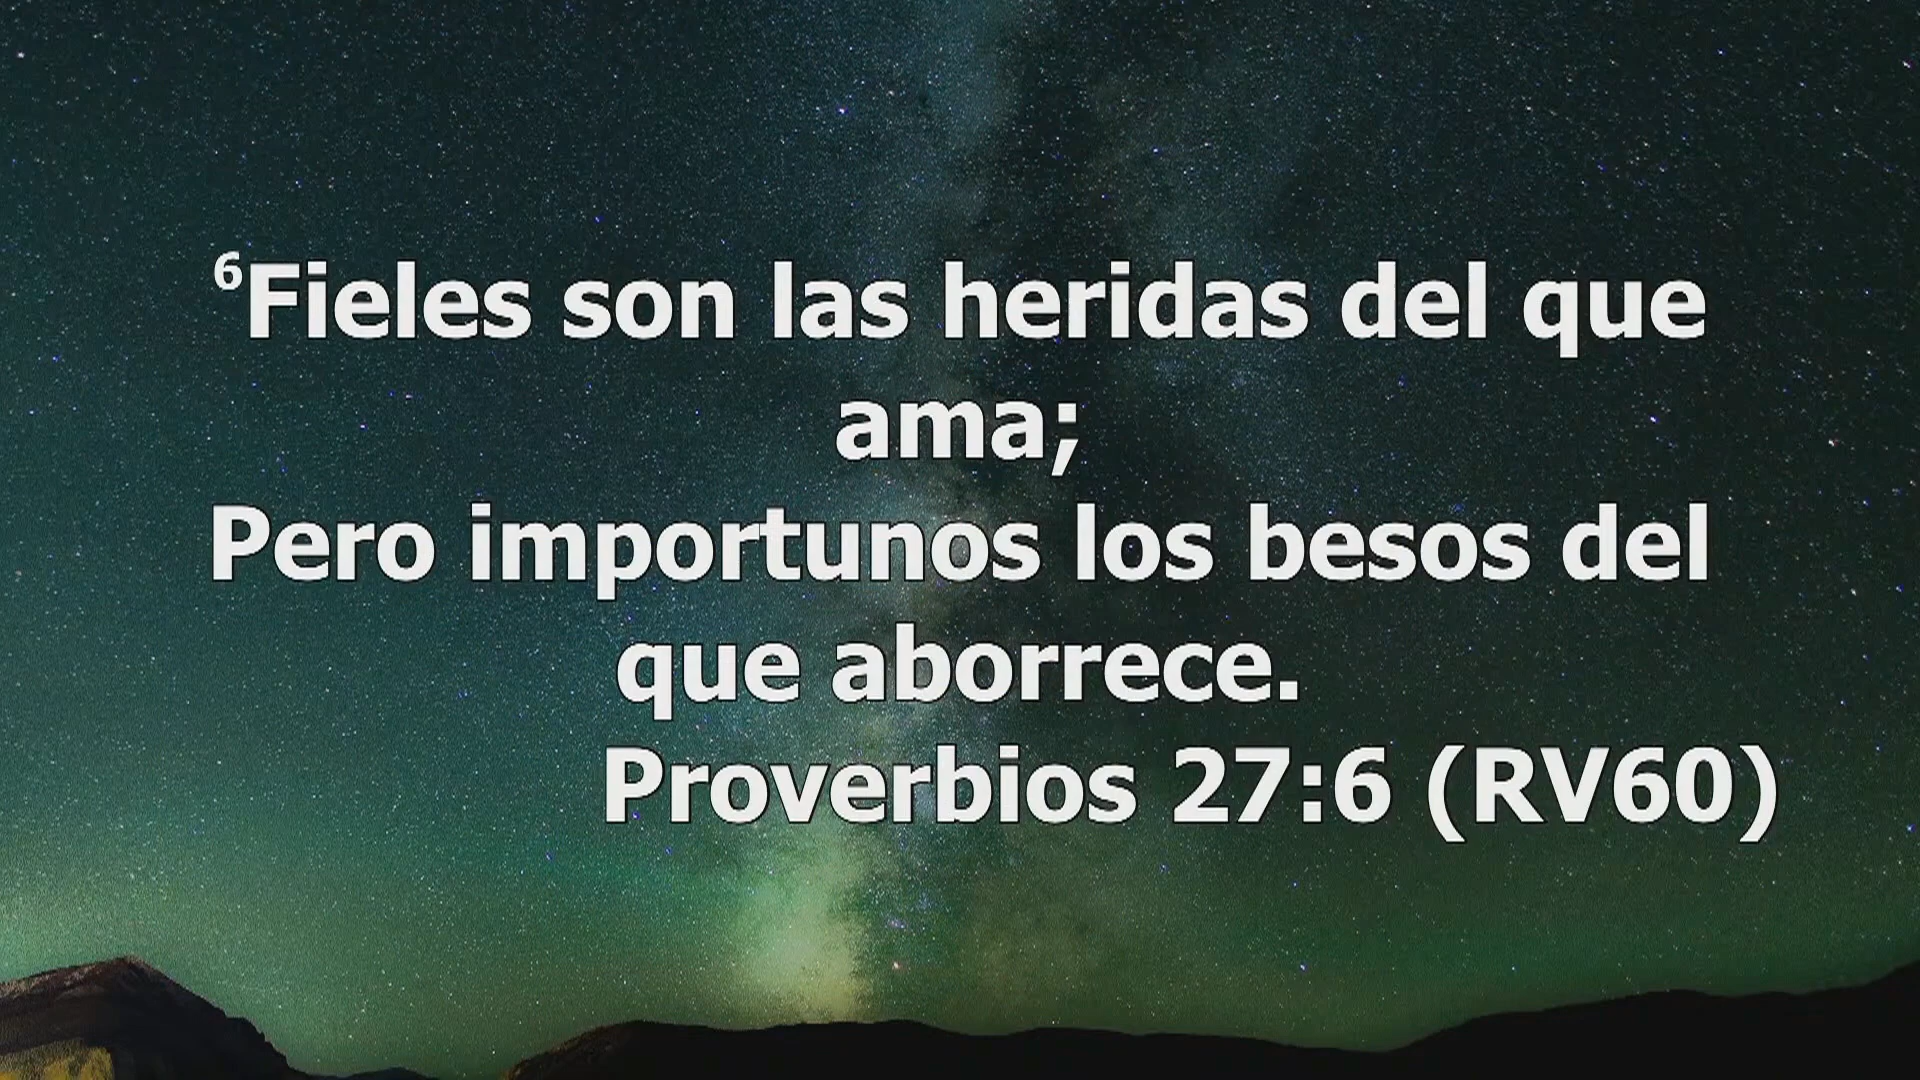 ⁶Fieles son las heridas del que
ama;
Pero importunos los besos del
que aborrece.
Proverbios 27:6 (RV60)